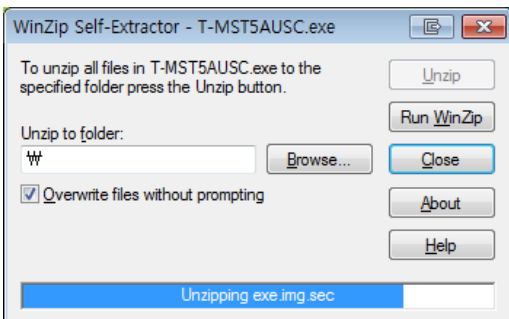 WinZip Self-Extractor - T-MST5AUSC.exe
To unzip all files in T-MST5AUSC.exe to the
specified folder press the Unzip button.
Unzip to folder:
₩
Browse...
Overwrite files without prompting
Unzip
Run WinZip
Close
About
Help
Unzipping exe.img.sec